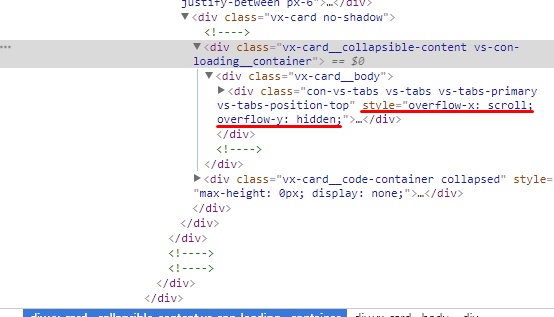 justify-between px-6">…</div>
▼<div class="vx-card no-shadow">
<!---->
… ▼<div class="vx-card__collapsible-content vs-con-
loading__container"> == $0
▼<div class="vx-card__body">
▶<div class="con-vs-tabs vs-tabs vs-tabs-primary
vs-tabs-position-top" style="overflow-x: scroll;
overflow-y: hidden;">…</div>
</div>
<!---->
</div>
▶<div class="vx-card__code-container collapsed" style=
"max-height: 0px; display: none;">…</div>
</div>
</div>
<!---->
<!---->
</div>